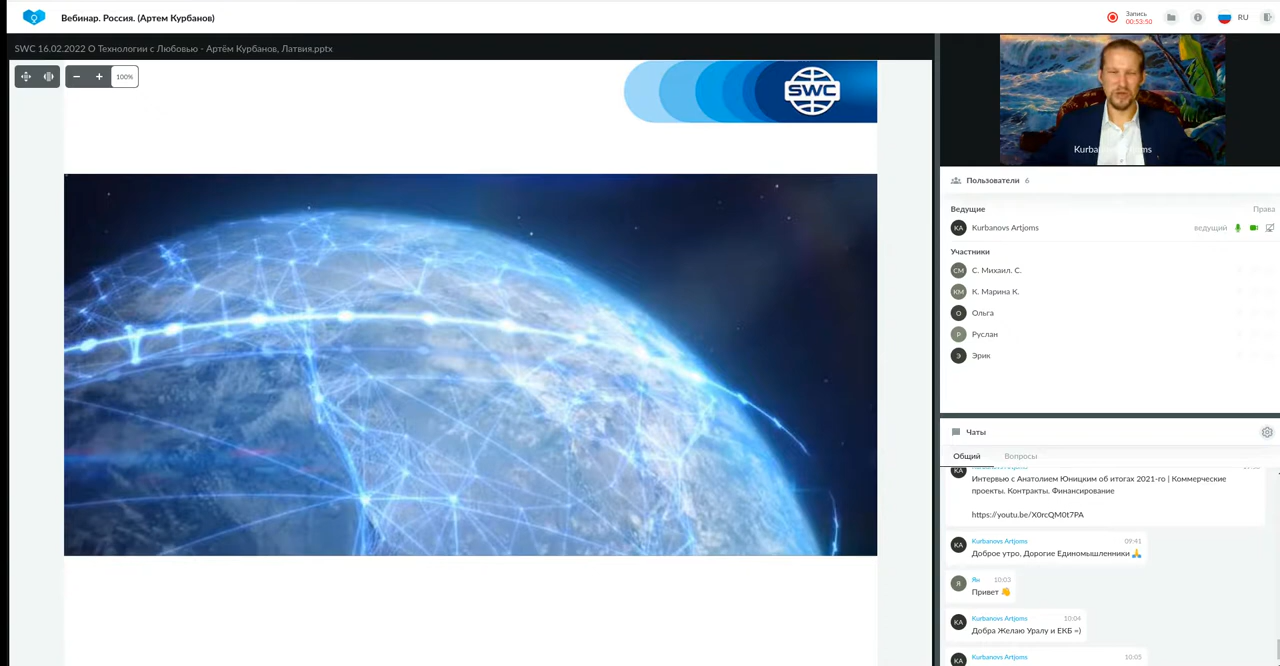 Вебинар. Россия. (Артем Курбанов)
Запись
00:53:50
RU
SWC 16.02.2022 О Технологии с Любовью - Артём Курбанов, Латвия.pptx
100%
SWC
Пользователи 6
Ведущие
Права
KA Kurbanovs Artjoms
ведущий
Участники
СМ С. Михаил. С.
КМ К. Марина К.
О Ольга
Р Руслан
Э Эрик
Чаты
Общий
Вопросы
KA
Интервью с Анатолием Юницким об итогах 2021-го | Коммерческие
проекты. Контракты. Финансирование
https://youtu.be/X0rcQM0t7PA
Kurbanovs Artjoms 09:41
KA Доброе утро, Дорогие Единомышленники 🙏
Ян 10:03
Я Привет 👋
Kurbanovs Artjoms 10:04
KA Добра Желаю Уралу и ЕКБ =)
KA Kurbanovs Artjoms 10:05